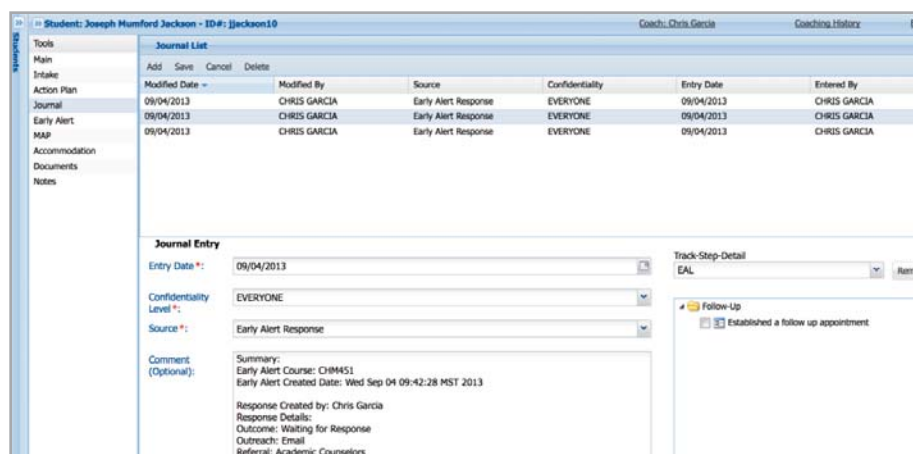 Student: Joseph Mumford Jackson - ID#: jjackson10 Coach: Chris Garcia Coaching History
Students
Tools
Main
Intake
Action Plan
Journal
Early Alert
MAP
Accommodation
Documents
Notes
Journal List
Add Save Cancel Delete
Modified Date Modified By Source Confidentiality Entry Date Entered By
09/04/2013 CHRIS GARCIA Early Alert Response EVERYONE 09/04/2013 CHRIS GARCIA
09/04/2013 CHRIS GARCIA Early Alert Response EVERYONE 09/04/2013 CHRIS GARCIA
09/04/2013 CHRIS GARCIA Early Alert Response EVERYONE 09/04/2013 CHRIS GARCIA
Journal Entry
Entry Date *: 09/04/2013
Confidentiality Level *: EVERYONE
Source *: Early Alert Response
Comment (Optional):
Summary:
Early Alert Course: CHM451
Early Alert Created Date: Wed Sep 04 09:42:28 MST 2013
Response Created by: Chris Garcia
Response Details:
Outcome: Waiting for Response
Outreach: Email
Referral: Academic Counselors
Track-Step-Detail
EAL
Follow-Up
Established a follow up appointment